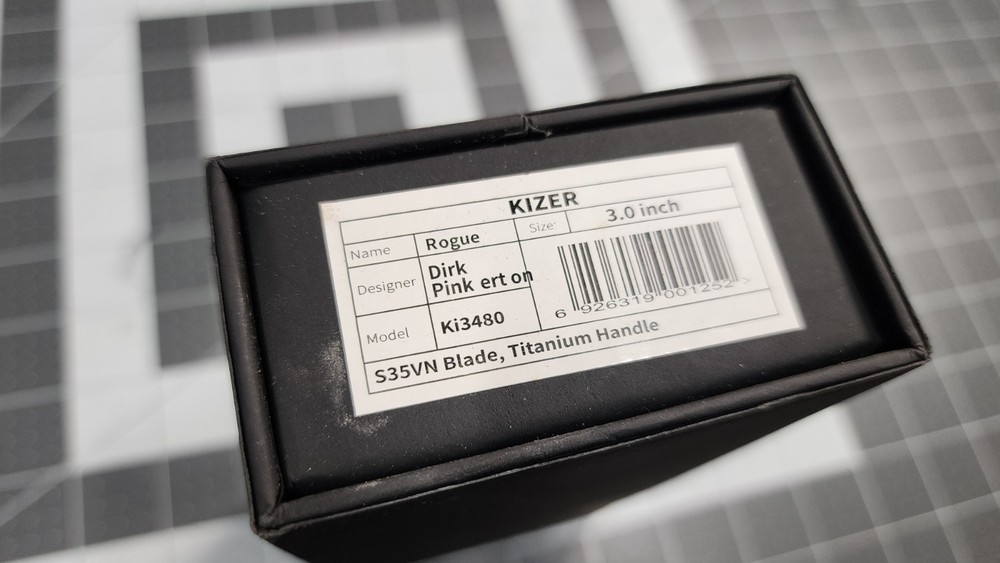 KIZER
Name Rogue Size: 3.0 inch
Designer Dirk
Pink ert on
6 926319 001252 >
Model Ki3480
S35VN Blade, Titanium Handle